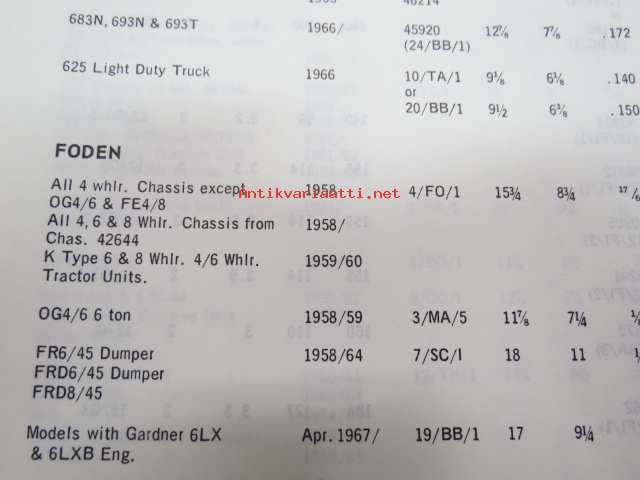 683N, 693N & 693T 1966/ 45920 12⅞ 7⅞ .172
(24/BB/1)
625 Light Duty Truck 1966 10/TA/1 9⅜ 6⅛ .140
or
20/BB/1 9½ 6⅜ .150
FODEN
All 4 whlr. Chassis except 1958 4/FO/1 15¾ 8¾
OG4/6 & FE4/8
Antikvariaatti.net
All 4, 6 & 8 Whlr. Chassis from 1958/
Chas. 42644
K Type 6 & 8 Whlr. 4/6 Whlr. 1959/60
Tractor Units.
OG4/6 6 ton 1958/59 3/MA/5 11⅞ 7¼
FR6/45 Dumper 1958/64 7/SC/1 18 11
FRD6/45 Dumper
FRD8/45
Models with Gardner 6LX Apr. 1967/ 19/BB/1 17 9¼
& 6LXB Eng.